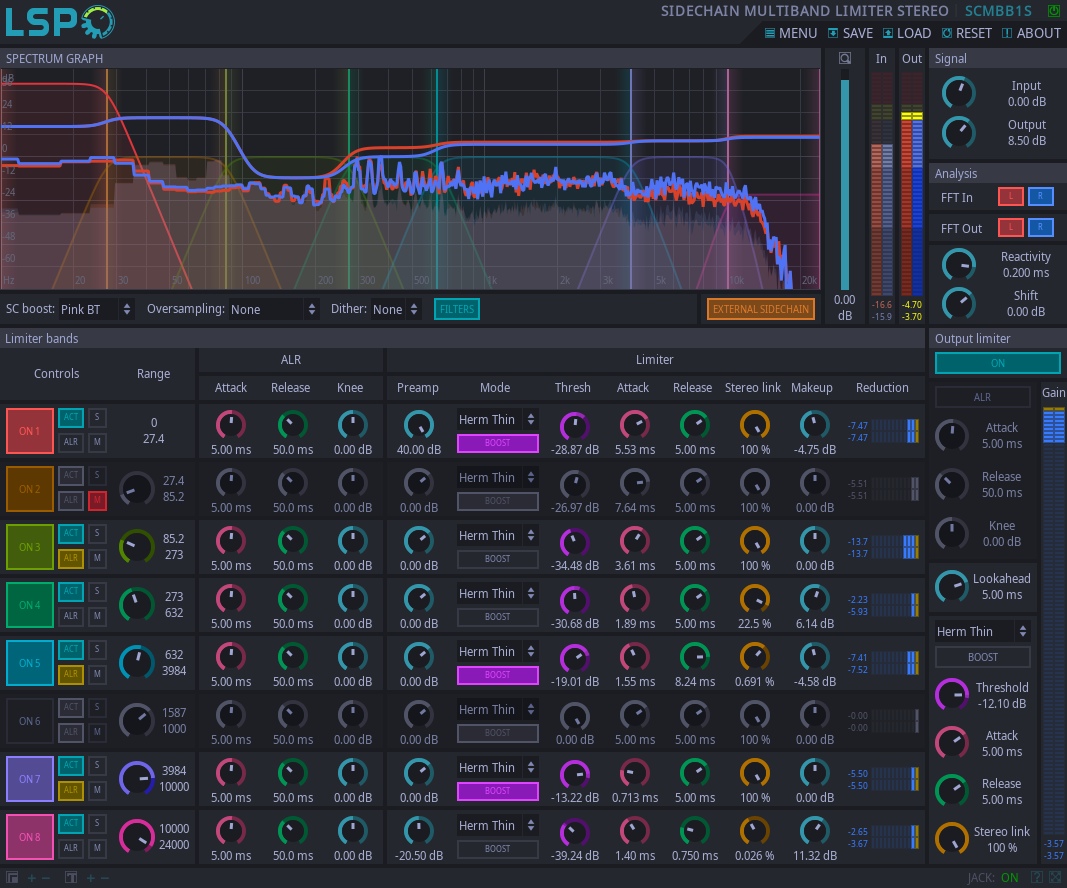 LSP
SIDECHAIN MULTIBAND LIMITER STEREO SCMBB1S
MENU SAVE LOAD RESET ABOUT
SPECTRUM GRAPH
In Out
Signal
dB
24
12
0
-12
-24
-36
-48
-60
Hz 20 30 50 100 200 300 500 1k 2k 3k 5k 10k 20k
0.00
dB
-16.6 -4.70
-15.9 -3.70
Input
0.00 dB
Output
8.50 dB
Analysis
FFT In L R
FFT Out L R
Reactivity
0.200 ms
Shift
0.00 dB
SC boost: Pink BT Oversampling: None Dither: None FILTERS EXTERNAL SIDECHAIN
Limiter bands
Controls Range
ALR
Attack Release Knee
Limiter
Preamp Mode Thresh Attack Release Stereo link Makeup Reduction
ON 1 ACT S ALR M
0
27.4
5.00 ms 50.0 ms 0.00 dB 40.00 dB
Herm Thin
BOOST
-28.87 dB 5.53 ms 5.00 ms 100 % -4.75 dB
-7.47
-7.47
ON 2 ACT S ALR M
27.4
85.2
5.00 ms 50.0 ms 0.00 dB 0.00 dB
Herm Thin
BOOST
-26.97 dB 7.64 ms 5.00 ms 100 % 0.00 dB
-5.51
-5.51
ON 3 ACT S ALR M
85.2
273
5.00 ms 50.0 ms 0.00 dB 0.00 dB
Herm Thin
BOOST
-34.48 dB 3.61 ms 5.00 ms 100 % 0.00 dB
-13.7
-13.7
ON 4 ACT S ALR M
273
632
5.00 ms 50.0 ms 0.00 dB 0.00 dB
Herm Thin
BOOST
-30.68 dB 1.89 ms 5.00 ms 22.5 % 6.14 dB
-2.23
-5.93
ON 5 ACT S ALR M
632
3984
5.00 ms 50.0 ms 0.00 dB 0.00 dB
Herm Thin
BOOST
-19.01 dB 1.55 ms 8.24 ms 0.691 % -4.58 dB
-7.41
-7.52
ON 6 ACT S ALR M
1587
1000
5.00 ms 50.0 ms 0.00 dB 0.00 dB
Herm Thin
BOOST
0.00 dB 5.00 ms 5.00 ms 100 % 0.00 dB
-0.00
-0.00
ON 7 ACT S ALR M
3984
10000
5.00 ms 50.0 ms 0.00 dB 0.00 dB
Herm Thin
BOOST
-13.22 dB 0.713 ms 5.00 ms 100 % 0.00 dB
-5.50
-5.50
ON 8 ACT S ALR M
10000
24000
5.00 ms 50.0 ms 0.00 dB -20.50 dB
Herm Thin
BOOST
-39.24 dB 1.40 ms 0.750 ms 0.026 % 11.32 dB
-2.65
-3.67
Output limiter
ON
ALR
Gain
Attack
5.00 ms
Release
50.0 ms
Knee
0.00 dB
Lookahead
5.00 ms
Herm Thin
BOOST
Threshold
-12.10 dB
Attack
5.00 ms
Release
5.00 ms
Stereo link
100 %
-3.57
-3.57
JACK: ON